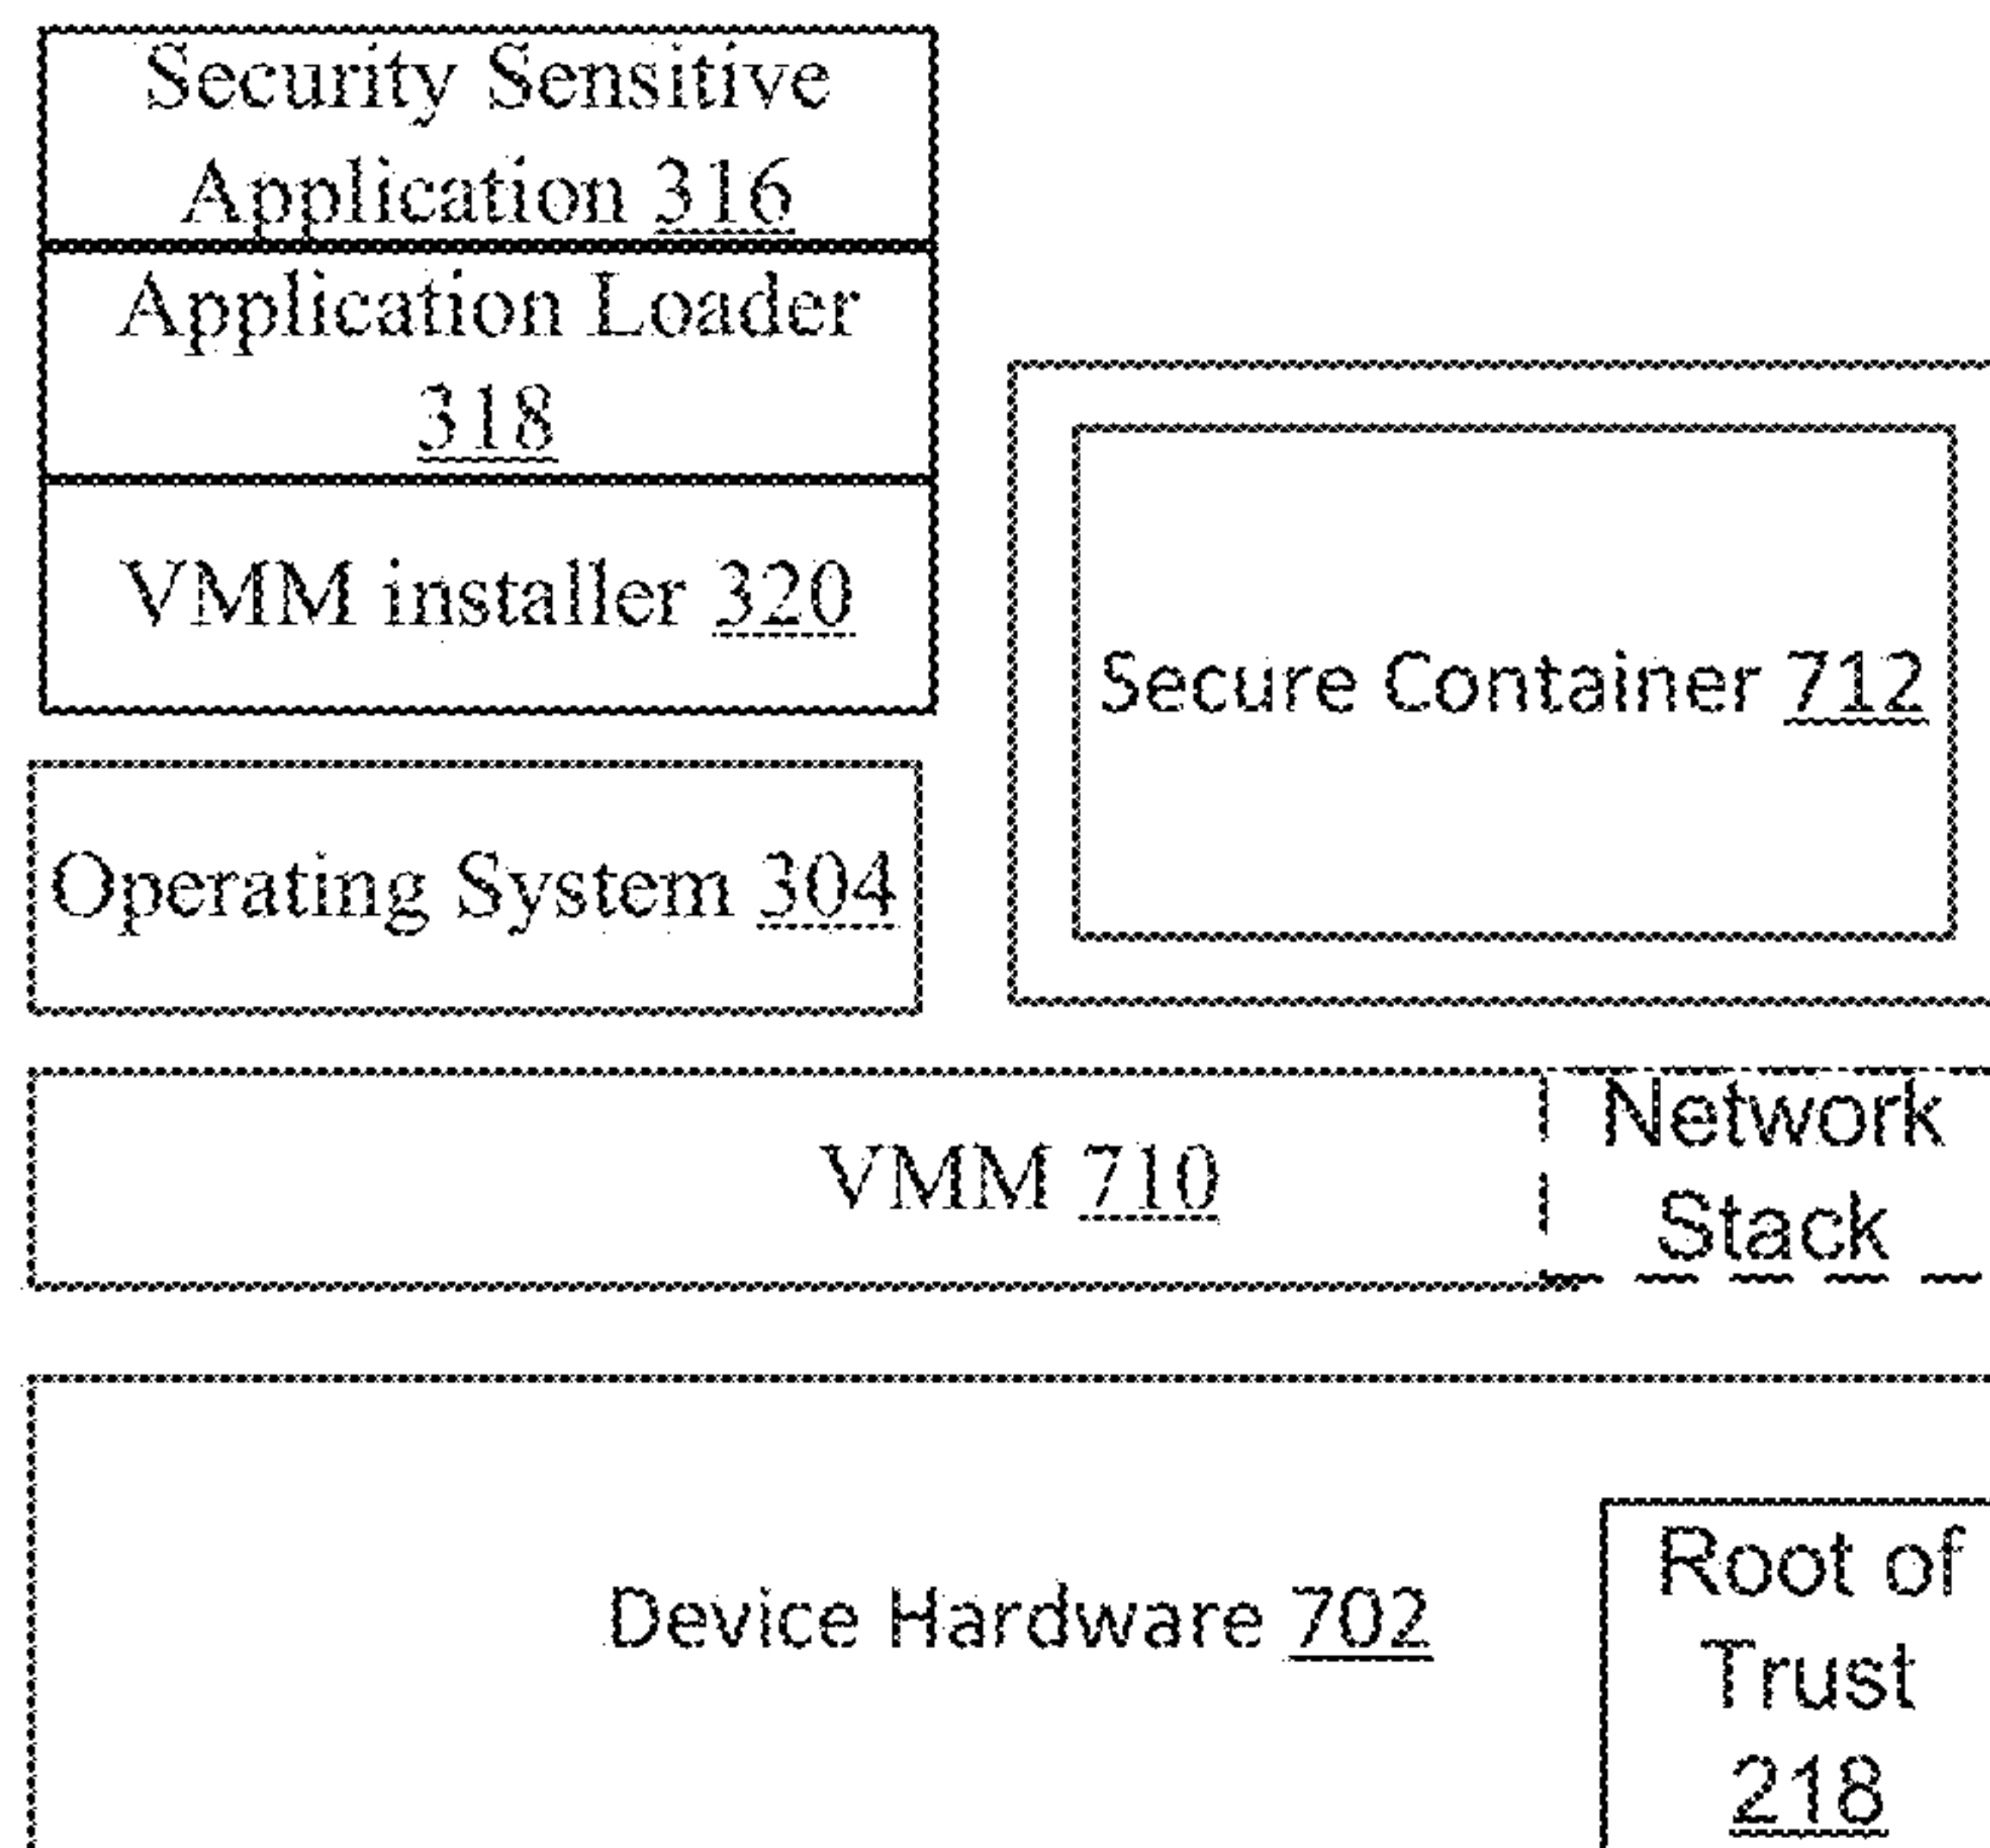 Security Sensitive
Application 316
Application Loader
318
VMM installer 320
Secure Container 712
Operating System 304
VMM 710
Network
Stack
Device Hardware 702
Root of
Trust
218